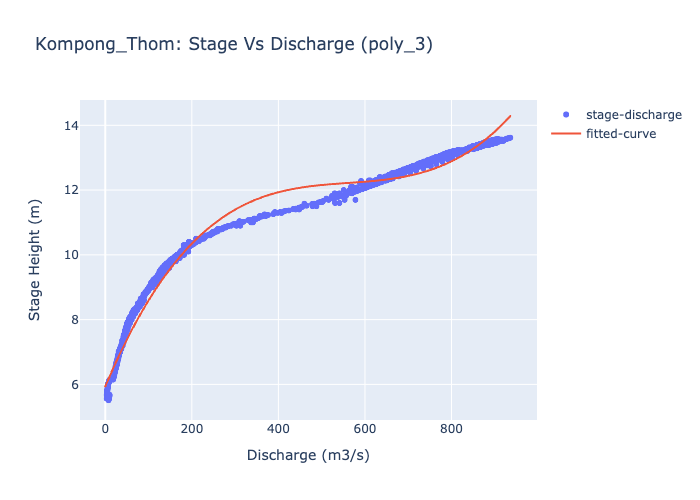 Kompong_Thom: Stage Vs Discharge (poly_3)
stage-discharge
fitted-curve
14
12
10
8
6
Stage Height (m)
0 200 400 600 800
Discharge (m3/s)